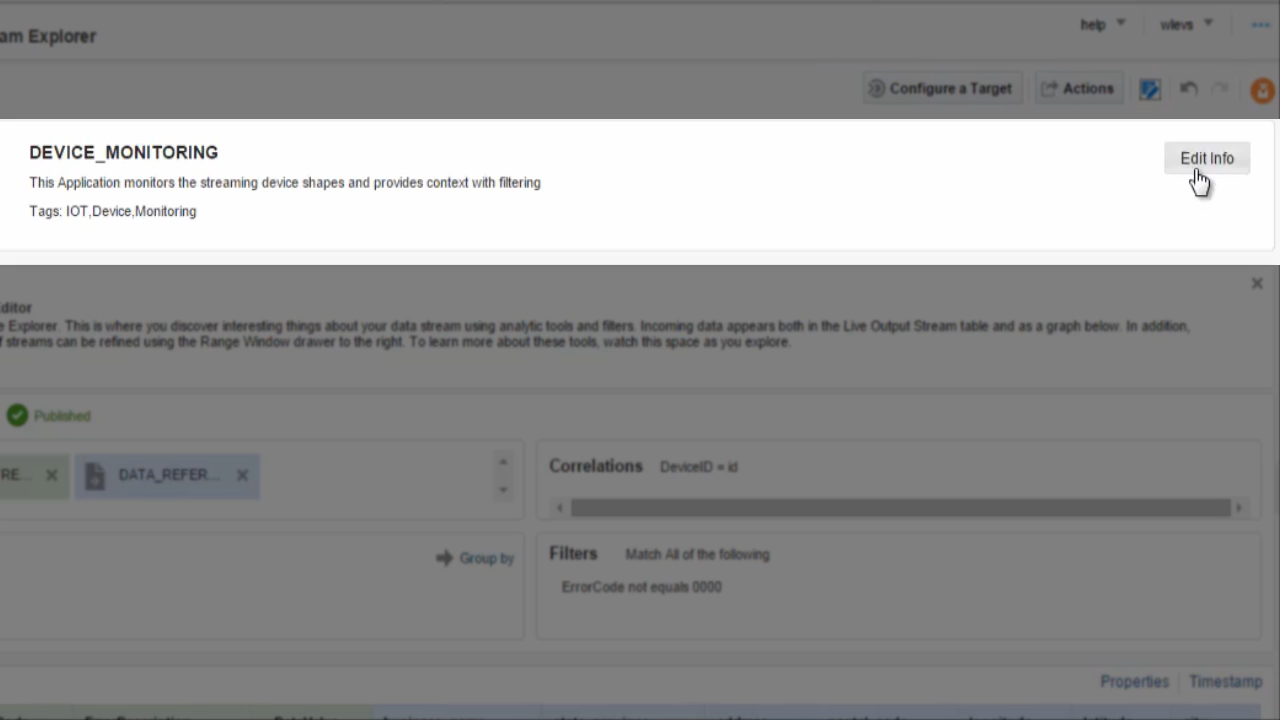 am Explorer
help
wlevs
Configure a Target
Actions
DEVICE_MONITORING
Edit Info
This Application monitors the streaming device shapes and provides context with filtering
Tags: IOT,Device,Monitoring
ditor
e Explorer. This is where you discover interesting things about your data stream using analytic tools and filters. Incoming data appears both in the Live Output Stream table and as a graph below. In addition,
f streams can be refined using the Range Window drawer to the right. To learn more about these tools, watch this space as you explore.
Published
RE...
DATA_REFER...
Correlations DeviceID = id
Group by
Filters Match All of the following
ErrorCode not equals 0000
Properties
Timestamp